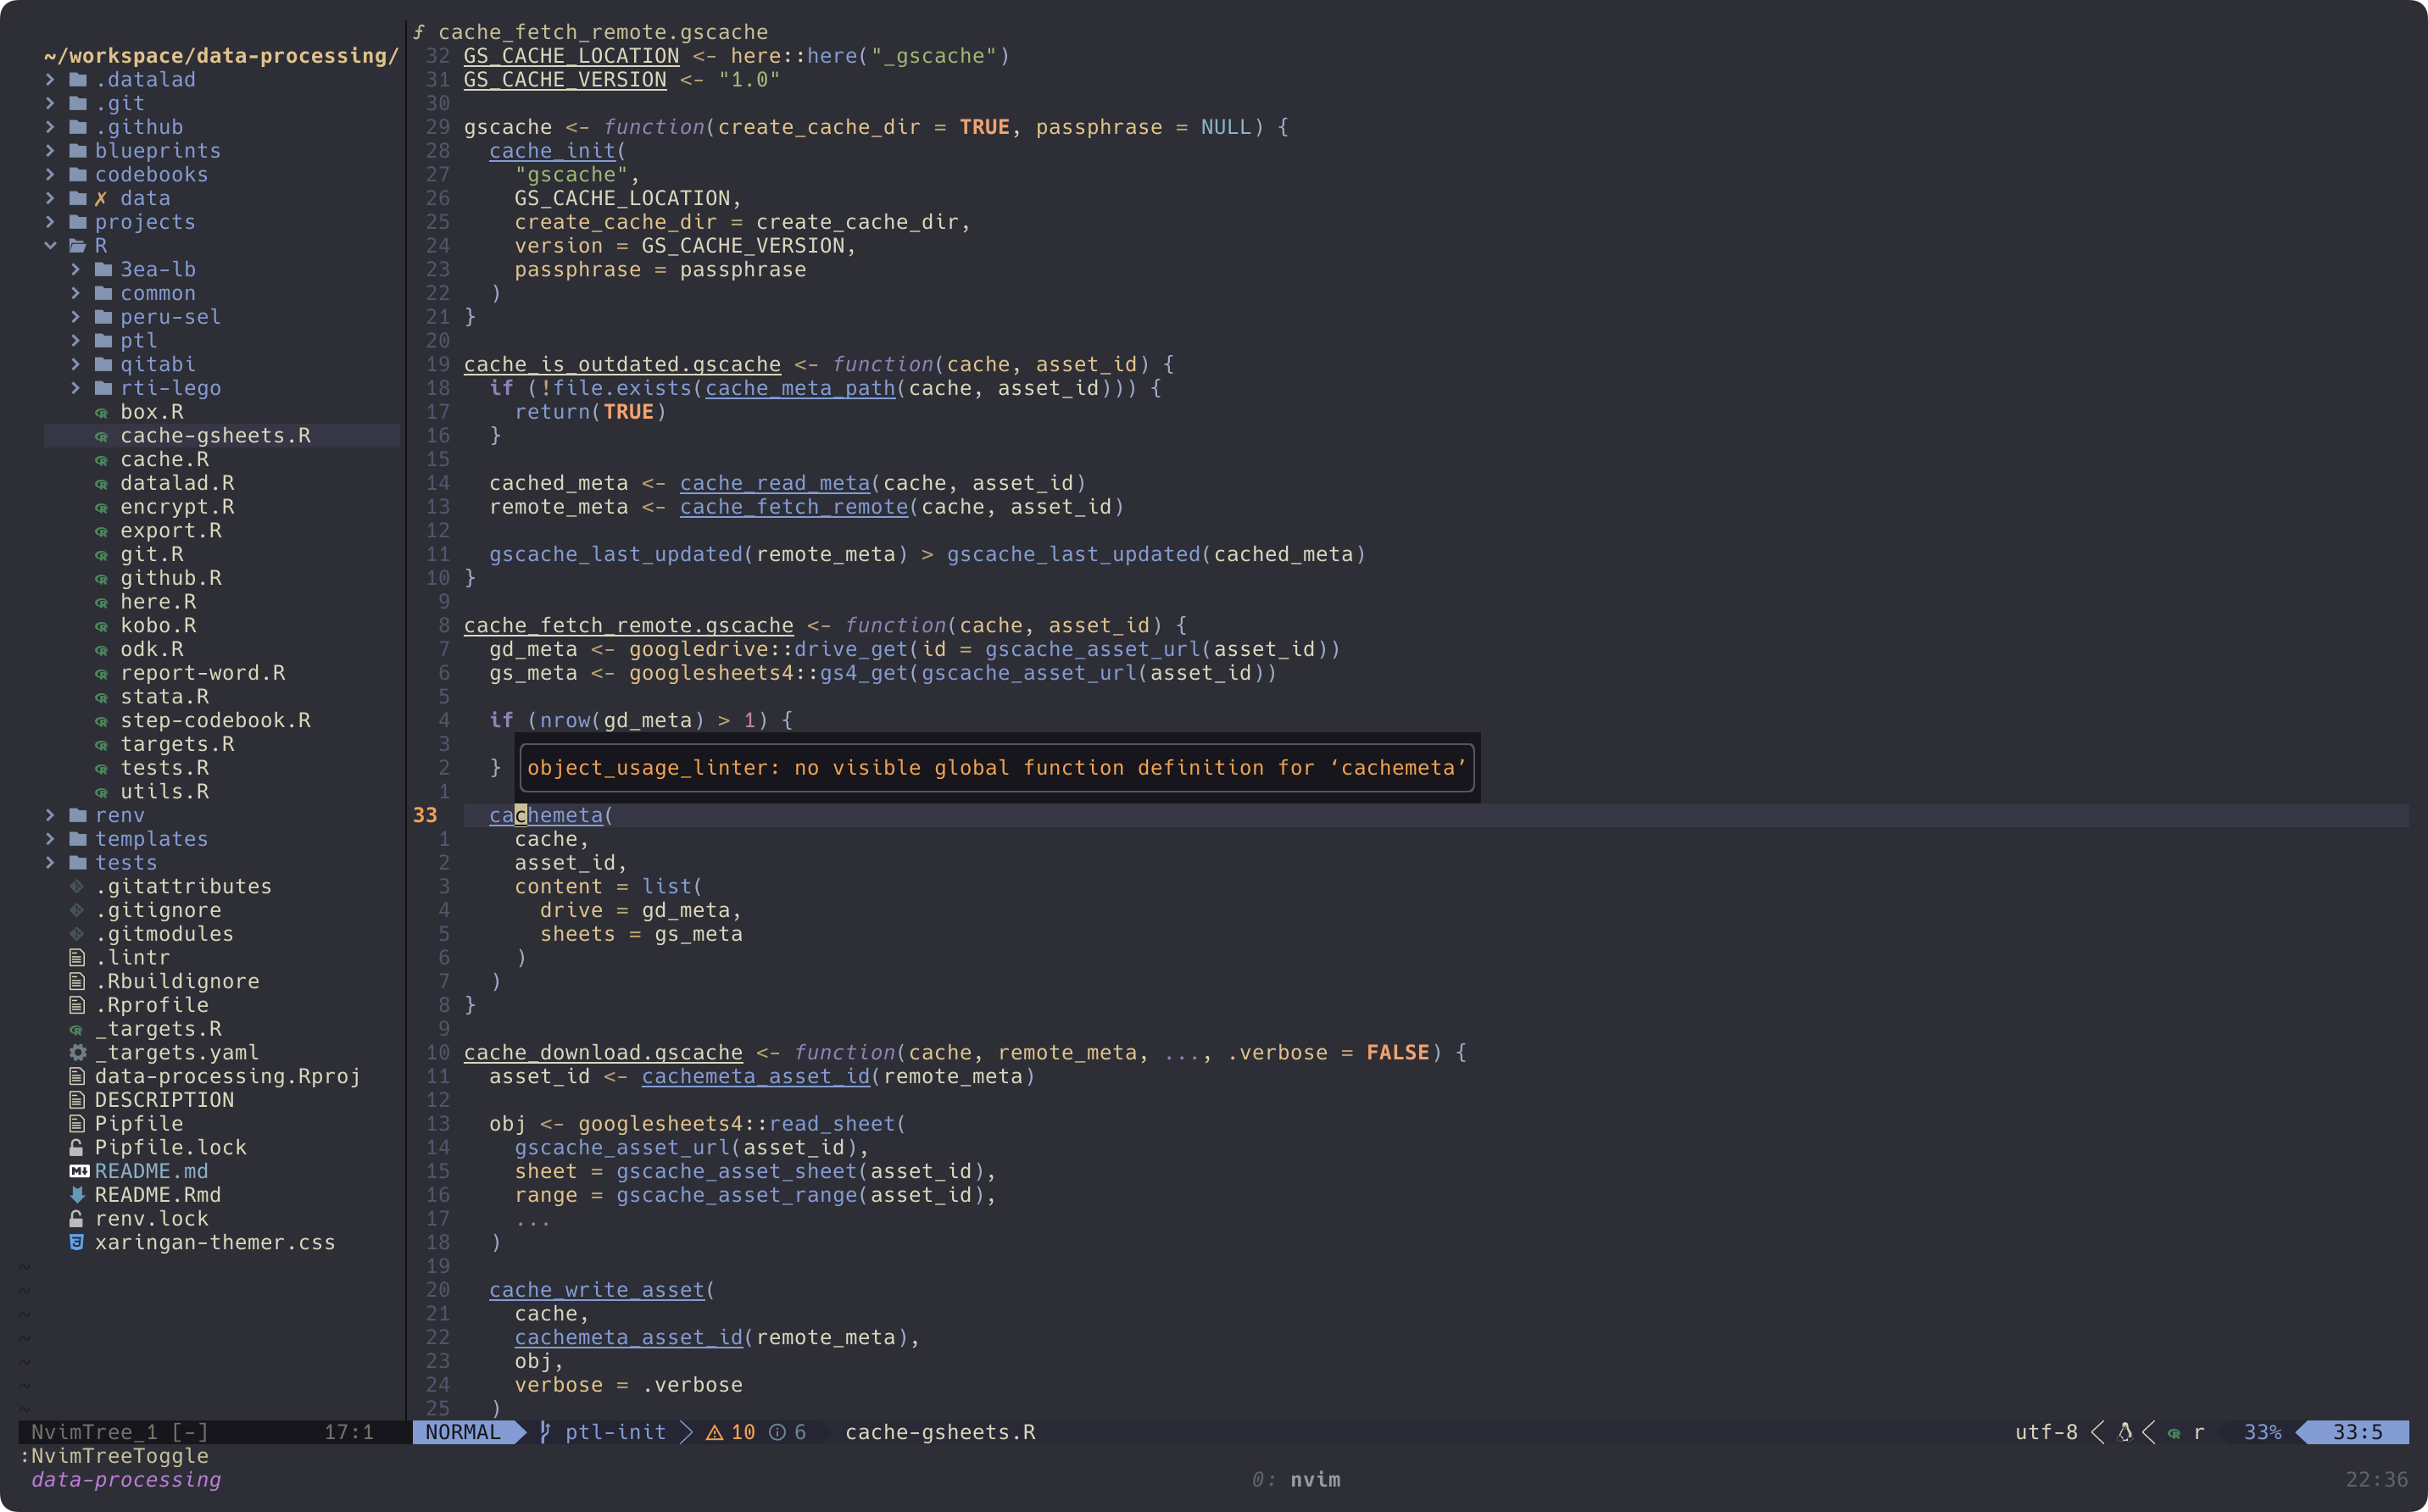 ~/workspace/data-processing/
.datalad
.git
.github
blueprints
codebooks
✗ data
projects
R
3ea-lb
common
peru-sel
ptl
qitabi
rti-lego
box.R
cache-gsheets.R
cache.R
datalad.R
encrypt.R
export.R
git.R
github.R
here.R
kobo.R
odk.R
report-word.R
stata.R
step-codebook.R
targets.R
tests.R
utils.R
renv
templates
tests
.gitattributes
.gitignore
.gitmodules
.lintr
.Rbuildignore
.Rprofile
_targets.R
_targets.yaml
data-processing.Rproj
DESCRIPTION
Pipfile
Pipfile.lock
README.md
README.Rmd
renv.lock
xaringan-themer.css
~
~
~
~
~
~
~
NvimTree_1 [-] 17:1
ƒ cache_fetch_remote.gscache
32 GS_CACHE_LOCATION <- here::here("_gscache")
31 GS_CACHE_VERSION <- "1.0"
30
29 gscache <- function(create_cache_dir = TRUE, passphrase = NULL) {
28   cache_init(
27     "gscache",
26     GS_CACHE_LOCATION,
25     create_cache_dir = create_cache_dir,
24     version = GS_CACHE_VERSION,
23     passphrase = passphrase
22   )
21 }
20
19 cache_is_outdated.gscache <- function(cache, asset_id) {
18   if (!file.exists(cache_meta_path(cache, asset_id))) {
17     return(TRUE)
16   }
15
14   cached_meta <- cache_read_meta(cache, asset_id)
13   remote_meta <- cache_fetch_remote(cache, asset_id)
12
11   gscache_last_updated(remote_meta) > gscache_last_updated(cached_meta)
10 }
9
8 cache_fetch_remote.gscache <- function(cache, asset_id) {
7   gd_meta <- googledrive::drive_get(id = gscache_asset_url(asset_id))
6   gs_meta <- googlesheets4::gs4_get(gscache_asset_url(asset_id))
5
4   if (nrow(gd_meta) > 1) {
3
2   } object_usage_linter: no visible global function definition for ‘cachemeta’
1
33   cachemeta(
1     cache,
2     asset_id,
3     content = list(
4       drive = gd_meta,
5       sheets = gs_meta
6     )
7   )
8 }
9
10 cache_download.gscache <- function(cache, remote_meta, ..., .verbose = FALSE) {
11   asset_id <- cachemeta_asset_id(remote_meta)
12
13   obj <- googlesheets4::read_sheet(
14     gscache_asset_url(asset_id),
15     sheet = gscache_asset_sheet(asset_id),
16     range = gscache_asset_range(asset_id),
17     ...
18   )
19
20   cache_write_asset(
21     cache,
22     cachemeta_asset_id(remote_meta),
23     obj,
24     verbose = .verbose
25   )
NORMAL ptl-init 10 6 cache-gsheets.R utf-8 r 33% 33:5
:NvimTreeToggle
data-processing 0: nvim 22:36